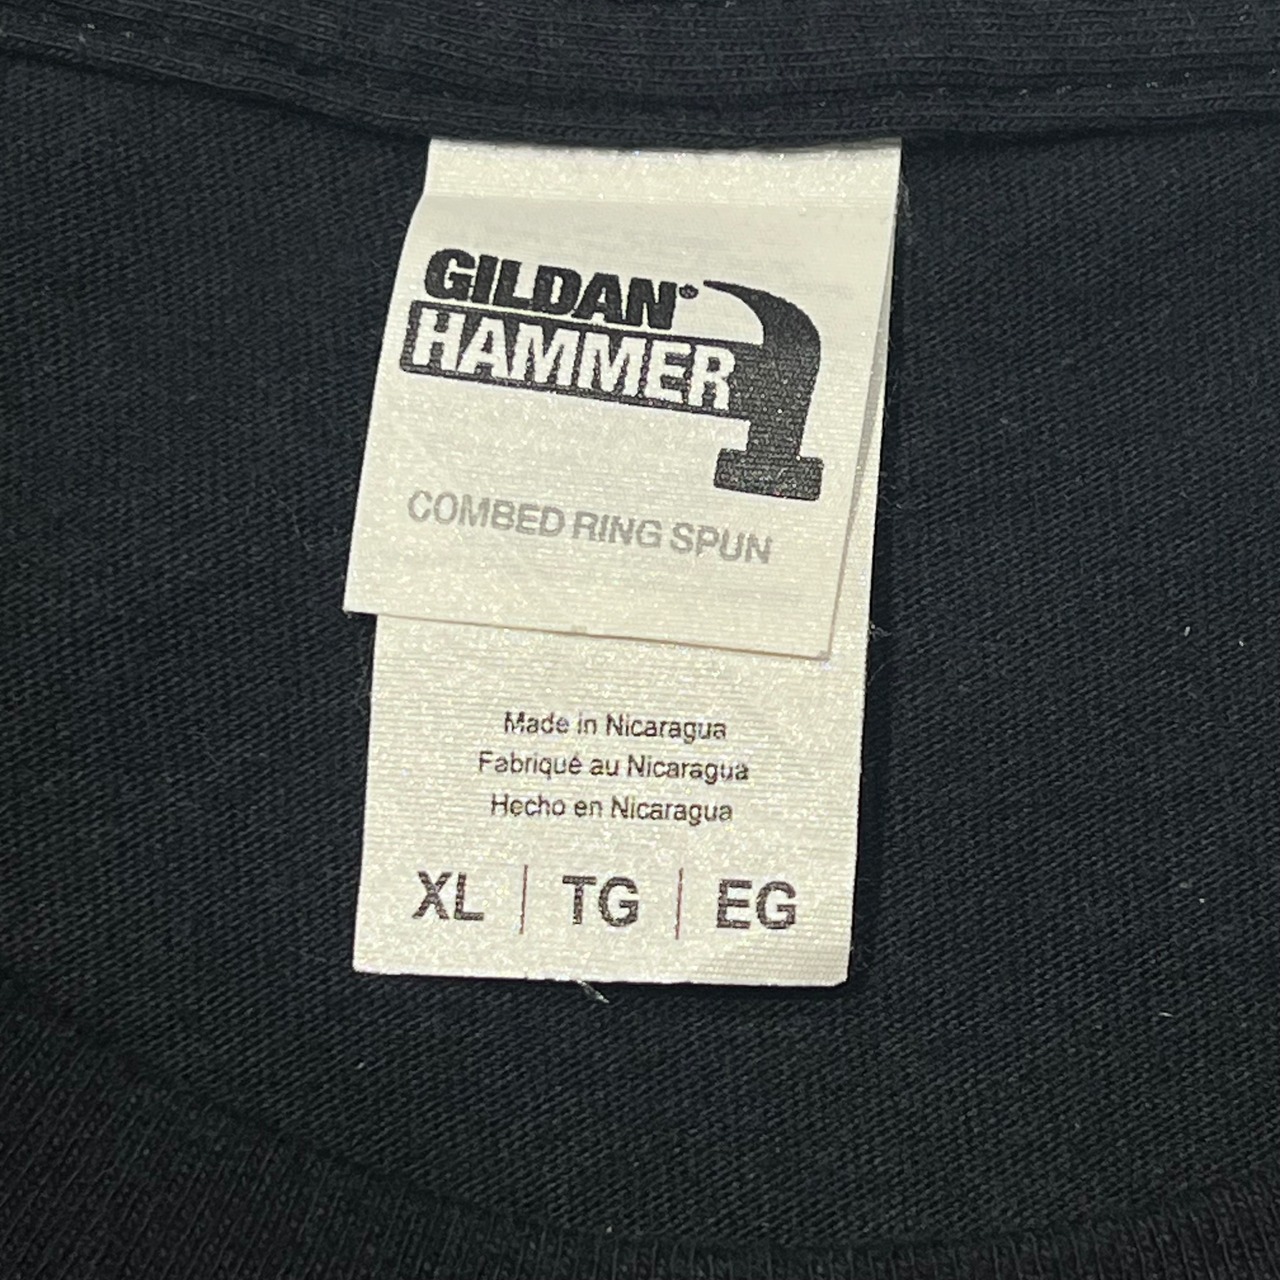 GILDAN®
HAMMER
COMBED RING SPUN
Made in Nicaragua
Fabriqué au Nicaragua
Hecho en Nicaragua
XL | TG | EG